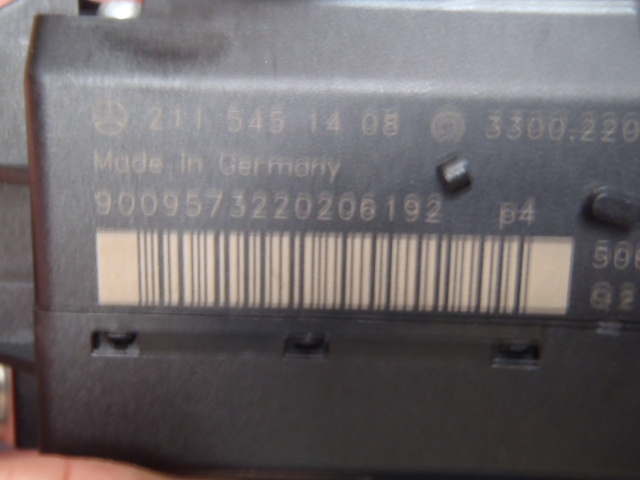 211 545 14 08 3300.220
Made in Germany
9009573220206192 p4